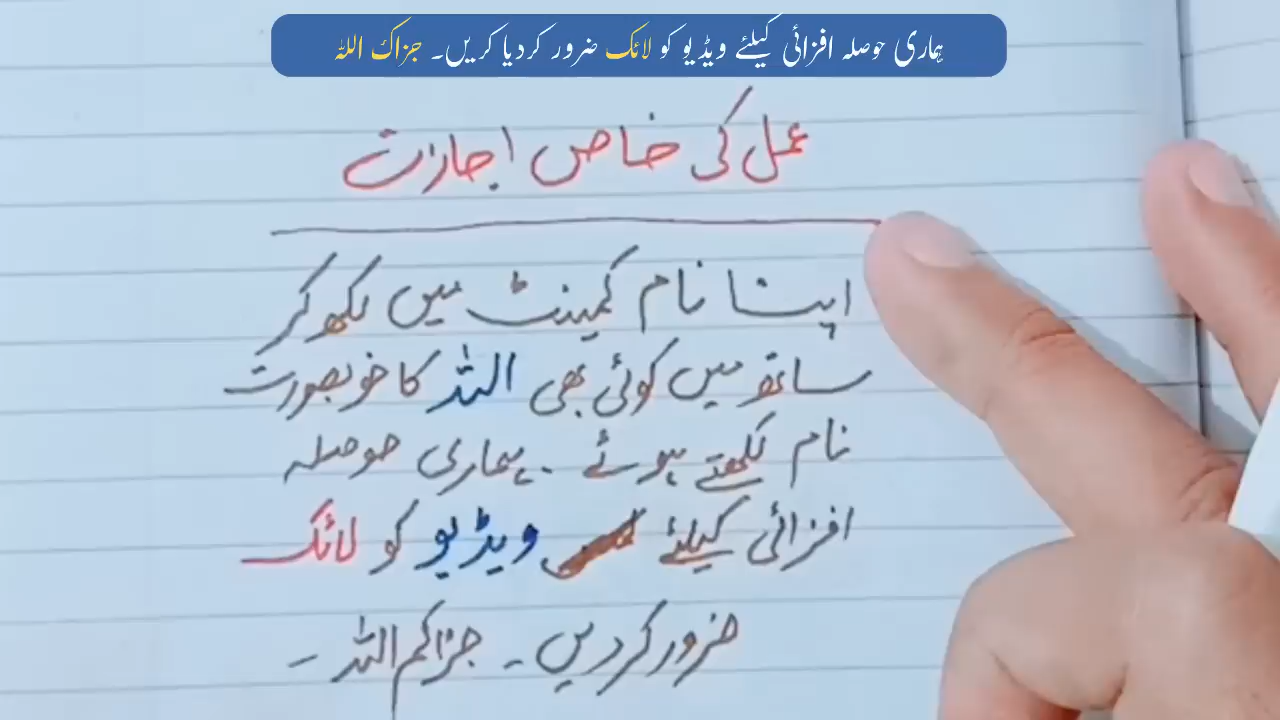 ہماری حوصلہ افزائی کیلئے ویڈیو کو لائک ضرور کردیا کریں۔ جزاک اللہ
عمل کی خاص اجازت
اپنا نام کمینٹ میں لکھ کر
ساتھ میں کوئی بھی اللہ کا خوبصورت
نام لکھتے ہوئے ۔ ہماری حوصلہ
افزائی کیلئے ویڈیو کو لائک
ضرور کردیں ۔ جزاکم اللہ ۔